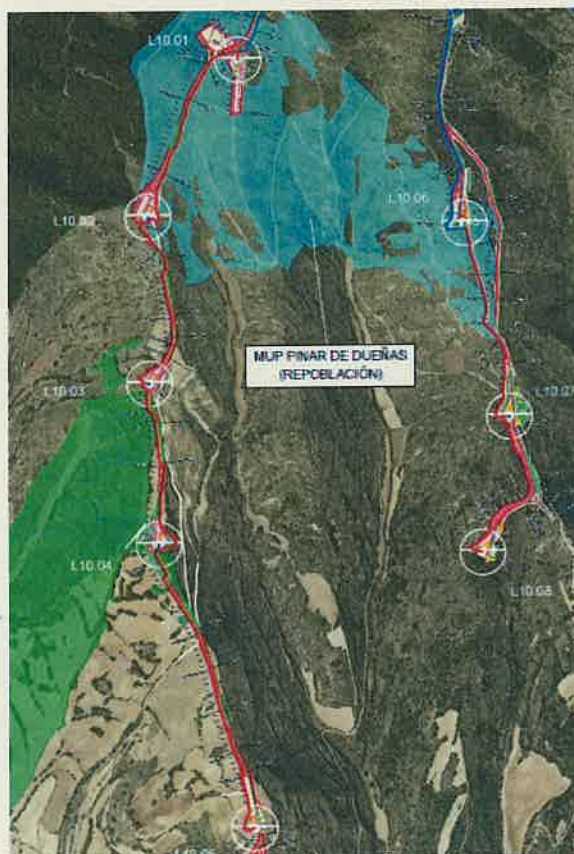 L10.01
L10.02
L10.06
MUP PINAR DE DUEÑAS
(REPOBLACIÓN)
L10.03
L10.07
L10.04
L10.08